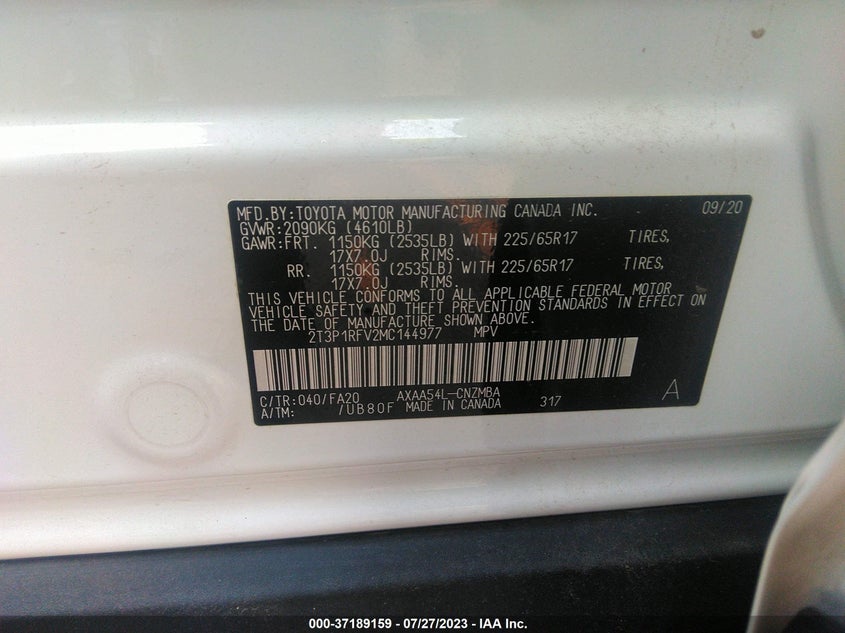 MFD.BY:TOYOTA MOTOR MANUFACTURING CANADA INC. 09/20
GVWR:2090KG (4610LB)
GAWR:FRT. 1150KG (2535LB) WITH 225/65R17 TIRES,
17X7.0J RIMS.
RR. 1150KG (2535LB) WITH 225/65R17 TIRES,
17X7.0J RIMS.
THIS VEHICLE CONFORMS TO ALL APPLICABLE FEDERAL MOTOR
VEHICLE SAFETY AND THEFT PREVENTION STANDARDS IN EFFECT ON
THE DATE OF MANUFACTURE SHOWN ABOVE.
2T3P1RFV2MC144977 MPV
C/TR:040/FA20 AXAA54L-CNZMBA A
A/TM: /UB80F MADE IN CANADA 317
000-37189159 / 07/27/2023 - IAA Inc.